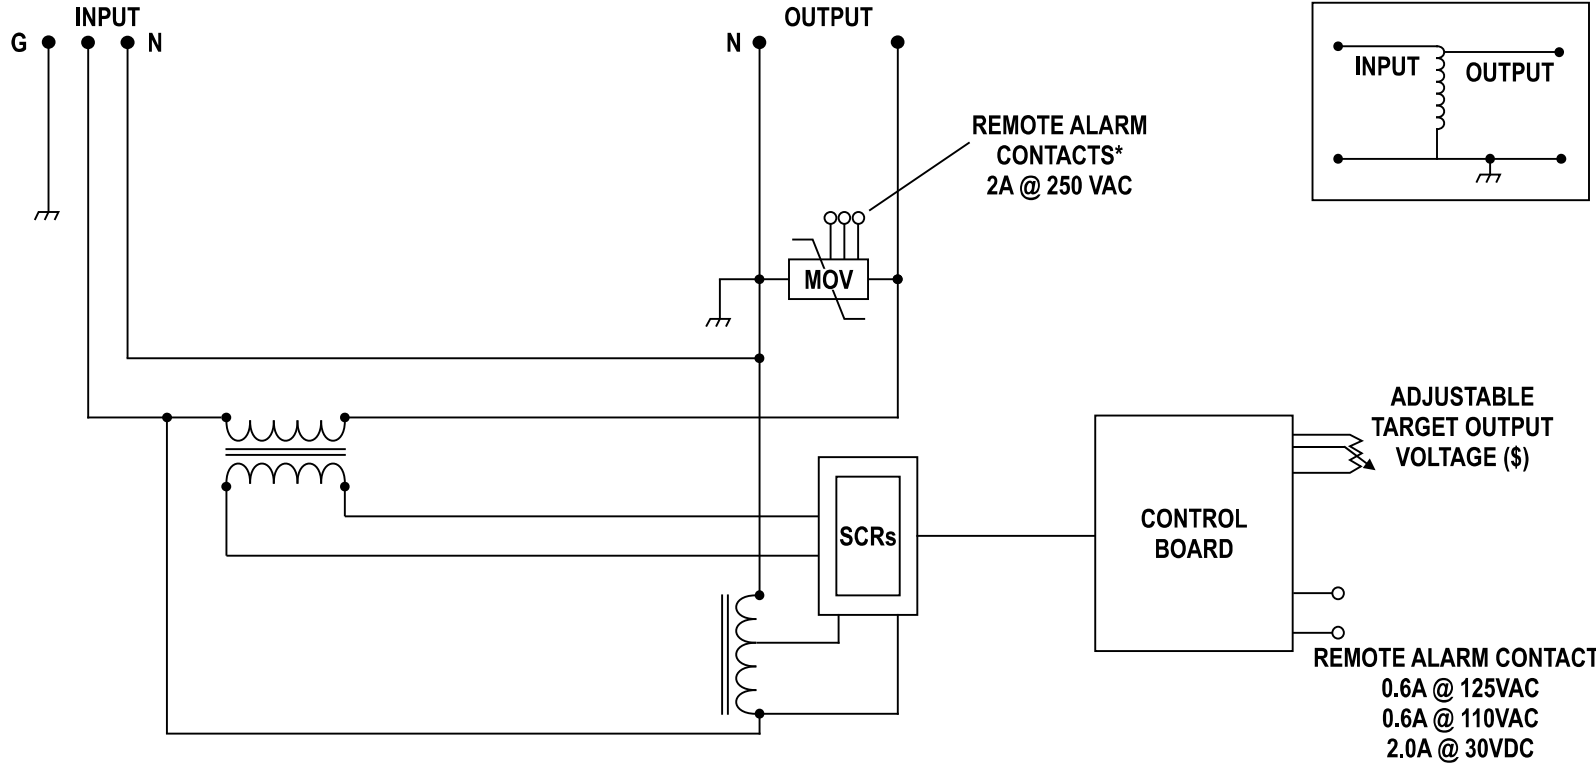 INPUT
G
N
OUTPUT
N
INPUT
OUTPUT
REMOTE ALARM
CONTACTS*
2A @ 250 VAC
MOV
ADJUSTABLE
TARGET OUTPUT
VOLTAGE ($)
SCRs
CONTROL
BOARD
REMOTE ALARM CONTACT
0.6A @ 125VAC
0.6A @ 110VAC
2.0A @ 30VDC